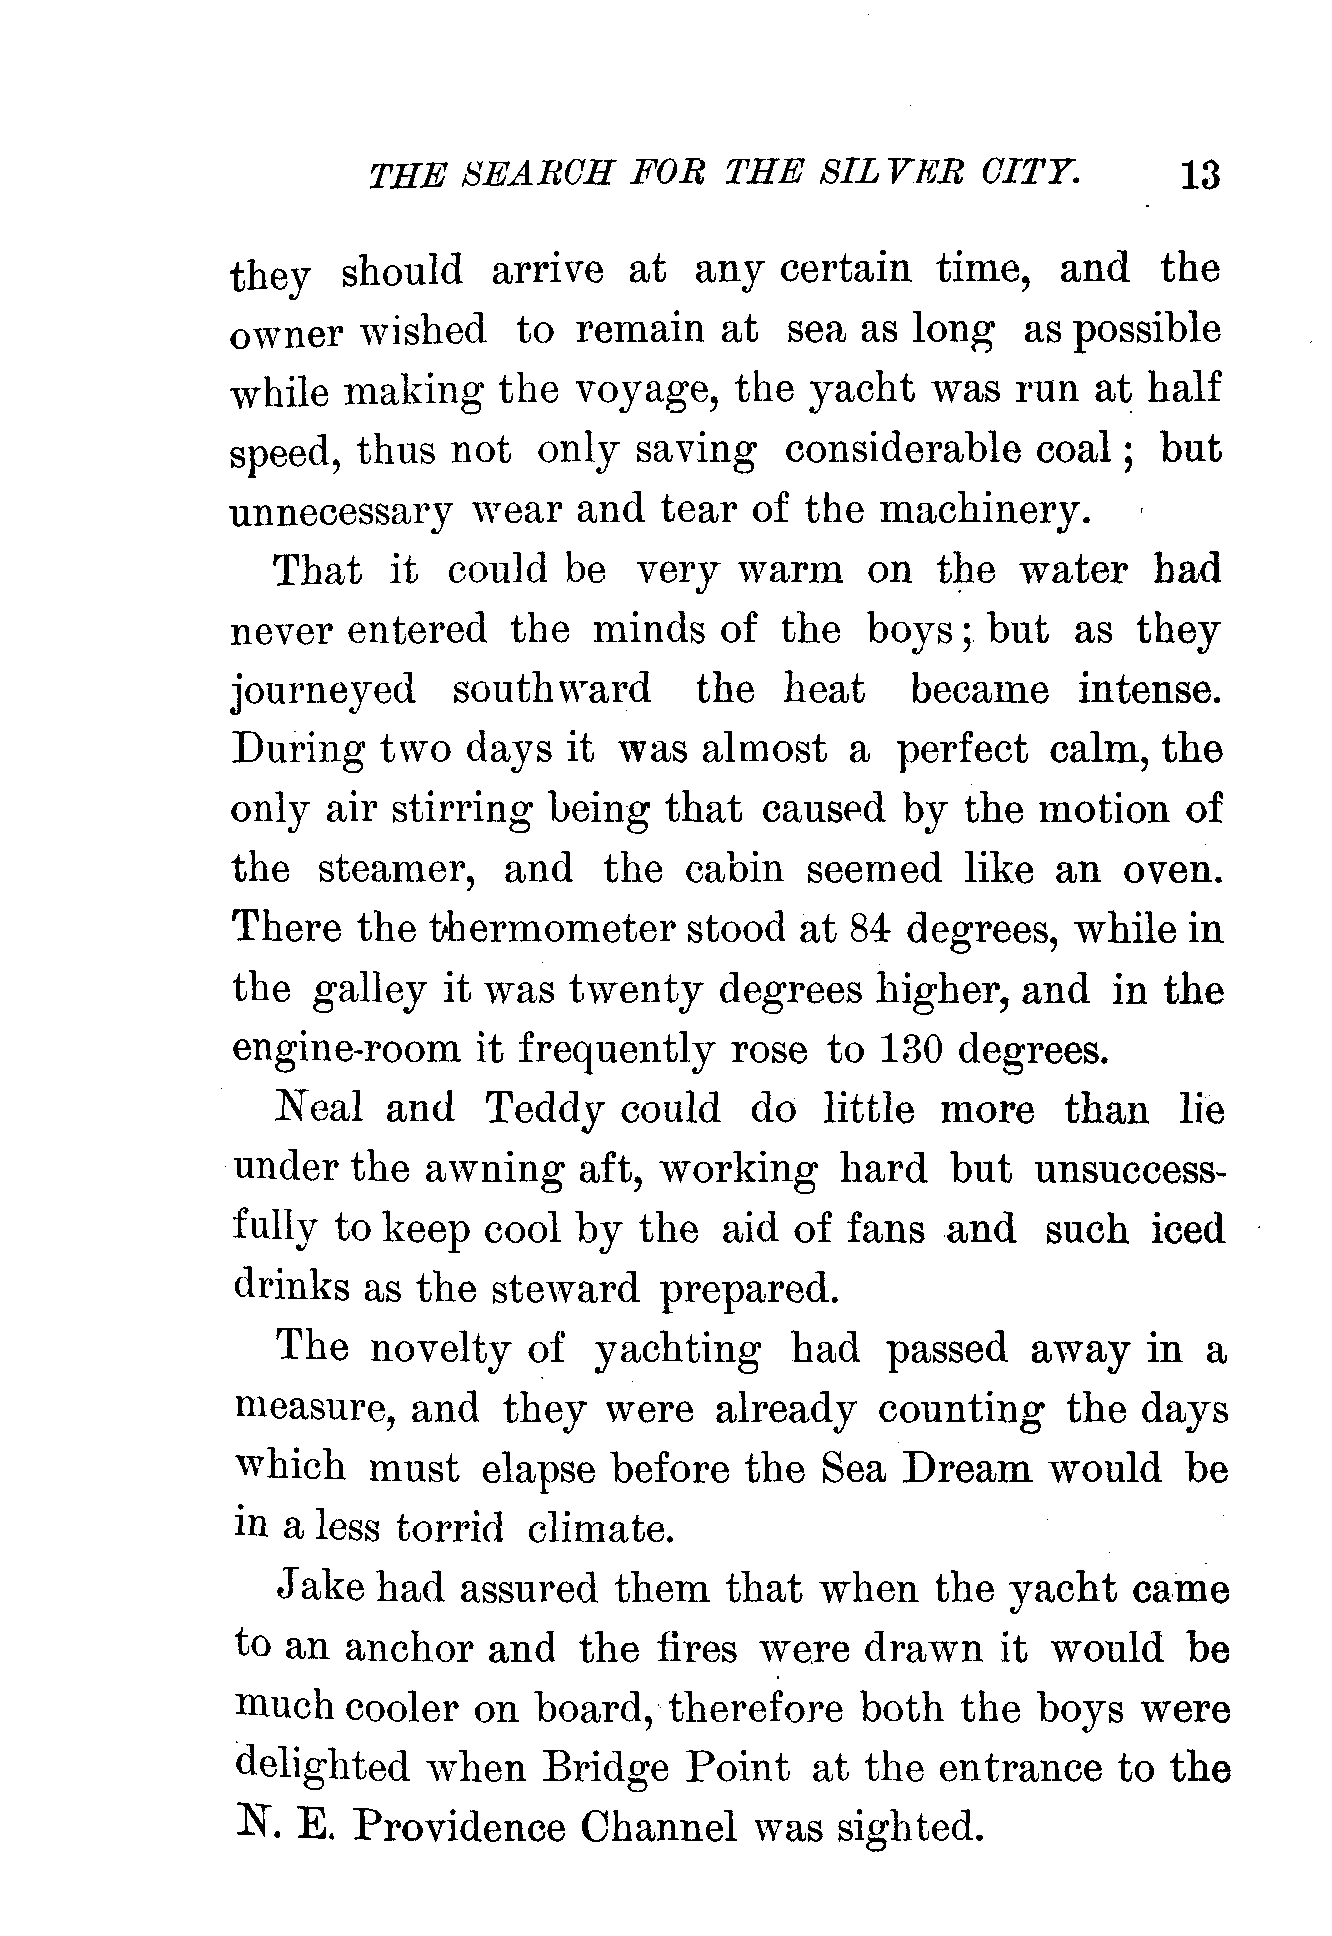 THE SEARCH FOR THE SILVER CITY. 13
they should arrive at any certain time, and the
owner wished to remain at sea as long as possible
while making the voyage, the yacht was run at half
speed, thus not only saving considerable coal ; but
unnecessary wear and tear of the machinery.
That it could be very warm on the water had
never entered the minds of the boys ; but as they
journeyed southward the heat became intense.
During two days it was almost a perfect calm, the
only air stirring being that caused by the motion of
the steamer, and the cabin seemed like an oven.
There the thermometer stood at 84 degrees, while in
the galley it was twenty degrees higher, and in the
engine-room it frequently rose to 130 degrees.
Neal and Teddy could do little more than lie
under the awning aft, working hard but unsuccess-
fully to keep cool by the aid of fans and such iced
drinks as the steward prepared.
The novelty of yachting had passed away in a
measure, and they were already counting the days
which must elapse before the Sea Dream would be
in a less torrid climate.
Jake had assured them that when the yacht came
to an anchor and the fires were drawn it would be
much cooler on board, therefore both the boys were
delighted when Bridge Point at the entrance to the
N. E. Providence Channel was sighted.